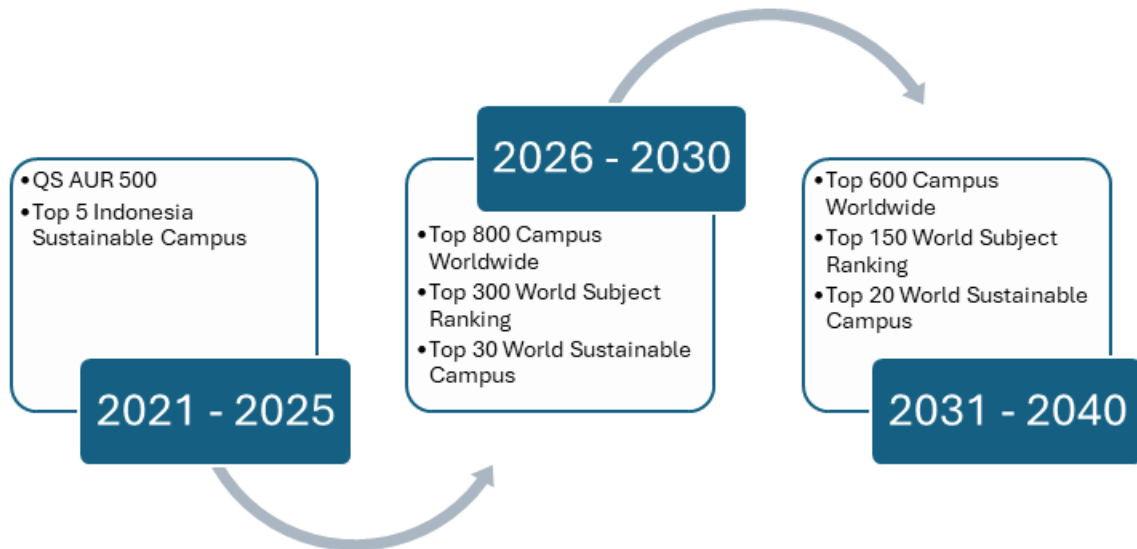 •QS AUR 500
•Top 5 Indonesia
Sustainable Campus
2021 - 2025
2026 - 2030
•Top 800 Campus
Worldwide
•Top 300 World Subject
Ranking
•Top 30 World Sustainable
Campus
•Top 600 Campus
Worldwide
•Top 150 World Subject
Ranking
•Top 20 World Sustainable
Campus
2031 - 2040